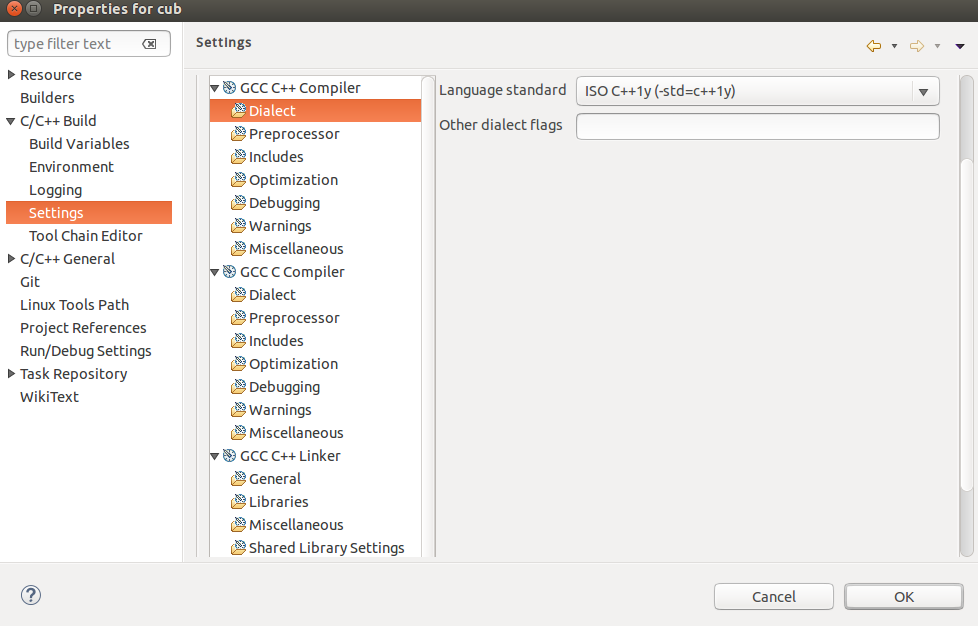 Properties for cub
type filter text
Resource
Builders
C/C++ Build
Build Variables
Environment
Logging
Settings
Tool Chain Editor
C/C++ General
Git
Linux Tools Path
Project References
Run/Debug Settings
Task Repository
WikiText
Settings
GCC C++ Compiler
Dialect
Preprocessor
Includes
Optimization
Debugging
Warnings
Miscellaneous
GCC C Compiler
Dialect
Preprocessor
Includes
Optimization
Debugging
Warnings
Miscellaneous
GCC C++ Linker
General
Libraries
Miscellaneous
Shared Library Settings
Language standard ISO C++1y (-std=c++1y)
Other dialect flags
?
Cancel OK